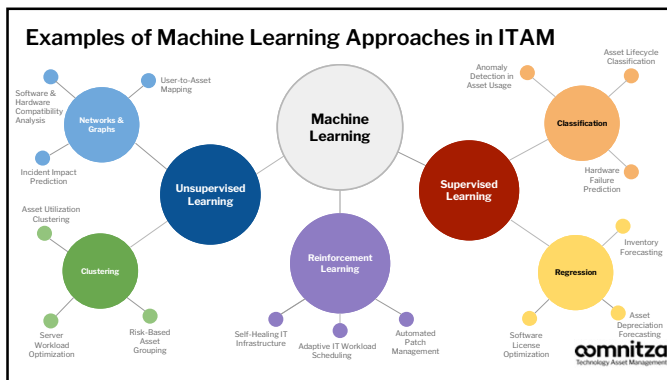 Examples of Machine Learning Approaches in ITAM
Software &
Hardware
Compatibility
Analysis
User-to-Asset
Mapping
Networks &
Graphs
Incident Impact
Prediction
Machine
Learning
Anomaly
Detection in
Asset Usage
Asset Lifecycle
Classification
Classification
Hardware
Failure
Prediction
Unsupervised
Learning
Supervised
Learning
Asset Utilization
Clustering
Clustering
Server
Workload
Optimization
Risk-Based
Asset
Grouping
Reinforcement
Learning
Self-Healing IT
Infrastructure
Adaptive IT Workload
Scheduling
Automated
Patch
Management
Inventory
Forecasting
Regression
Software
License
Optimization
Asset
Depreciation
Forecasting
oomnitza
Technology Asset Management